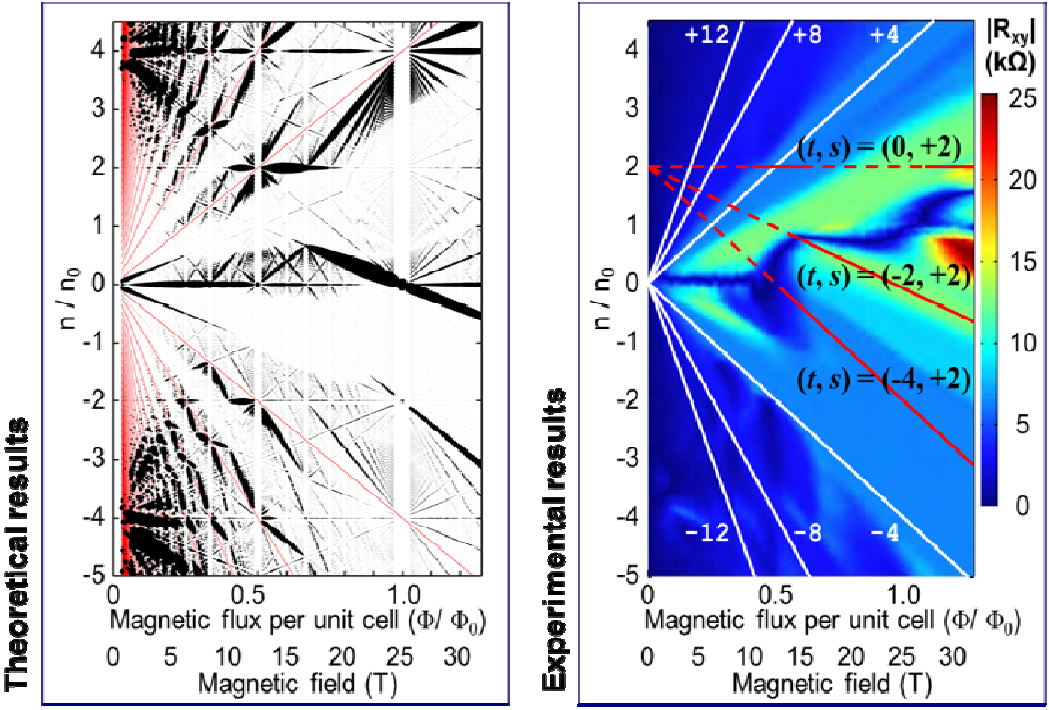 Theoretical results
n / n0
4
3
2
1
0
-1
-2
-3
-4
-5
0 0.5 1.0
Magnetic flux per unit cell (Φ/ Φ0)
0 5 10 15 20 25 30
Magnetic field (T)
Experimental results
n / n0
4
3
2
1
0
-1
-2
-3
-4
-5
+12 +8 +4
(t, s) = (0, +2)
(t, s) = (-2, +2)
(t, s) = (-4, +2)
-12 -8 -4
0 0.5 1.0
Magnetic flux per unit cell (Φ/ Φ0)
0 5 10 15 20 25 30
Magnetic field (T)
|Rxy|
(kΩ)
25
20
15
10
5
0